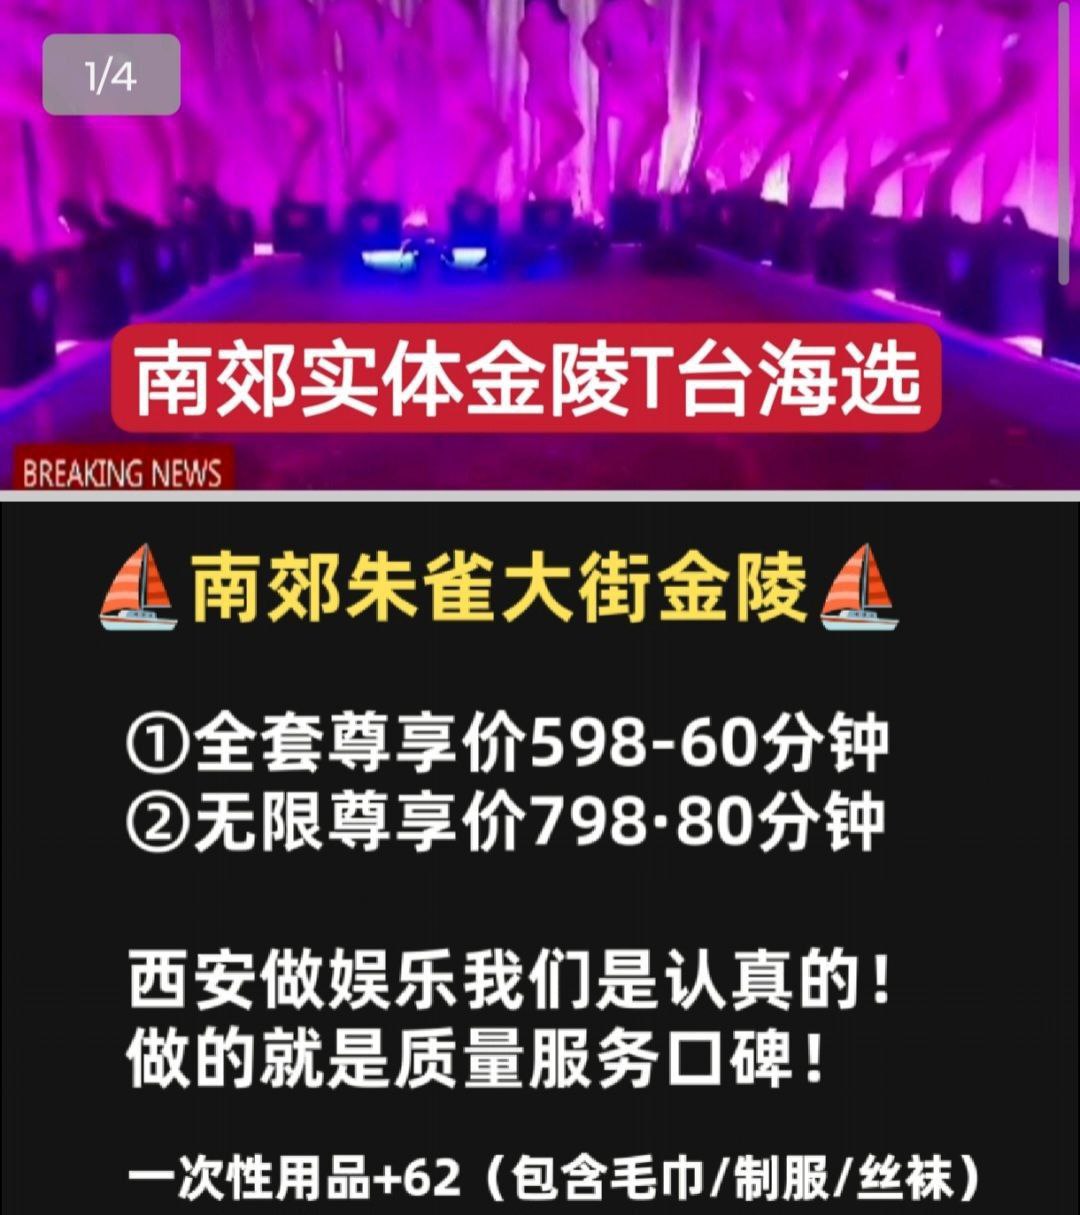 1/4
南郊实体金陵T台海选
BREAKING NEWS
⛵南郊朱雀大街金陵⛵
①全套尊享价598-60分钟
②无限尊享价798·80分钟
西安做娱乐我们是认真的!
做的就是质量服务口碑!
一次性用品+62(包含毛巾/制服/丝袜)